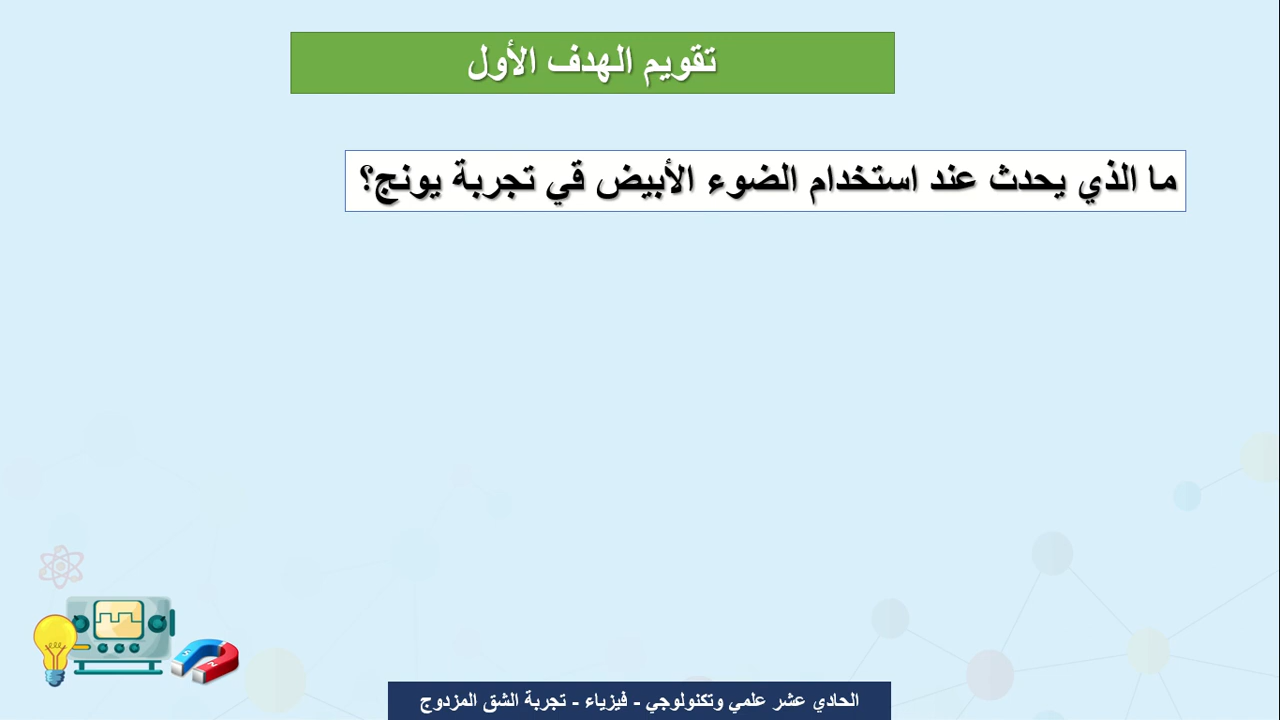 تقويم الهدف الأول
ما الذي يحدث عند استخدام الضوء الأبيض قي تجربة يونج؟
الحادي عشر علمي وتكنولوجي - فيزياء - تجربة الشق المزدوج